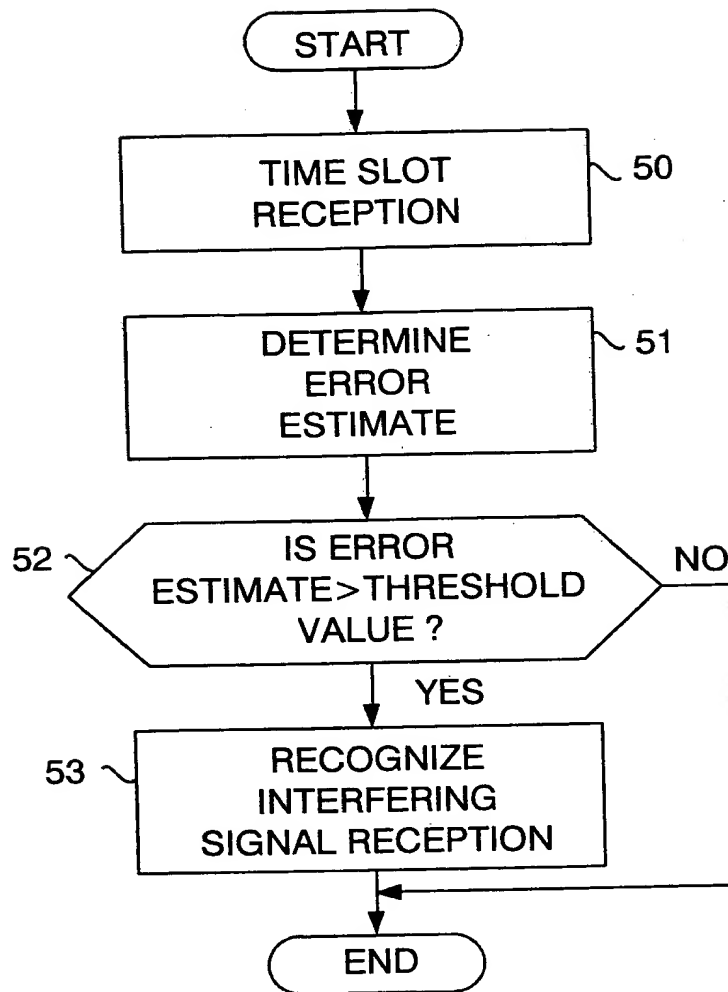 START
TIME SLOT
RECEPTION
50
DETERMINE
ERROR
ESTIMATE
51
52
IS ERROR
ESTIMATE>THRESHOLD
VALUE ?
NO
YES
53
RECOGNIZE
INTERFERING
SIGNAL RECEPTION
END